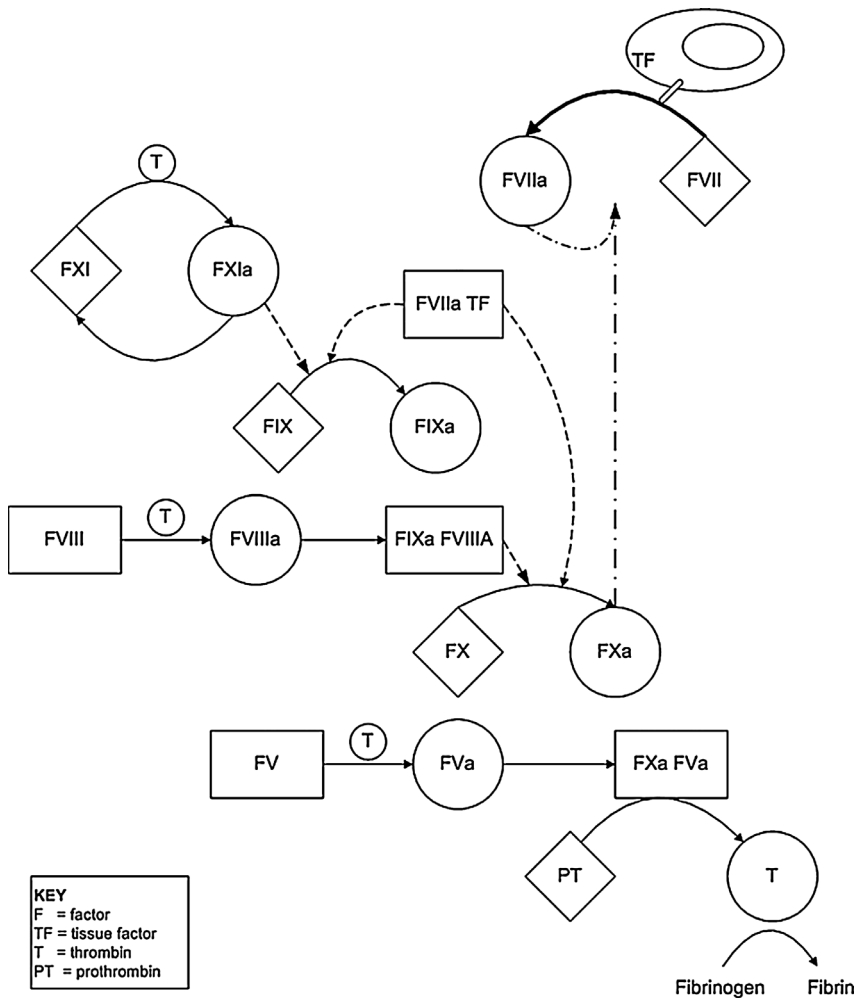 TF
T
FVIIa
FVII
FXI
FXIa
FVIIa TF
FIX
FIXa
T
FVIII
FVIIIa
FIXa FVIIIA
FX
FXa
T
FV
FVa
FXa FVa
PT
T
KEY
F = factor
TF = tissue factor
T = thrombin
PT = prothrombin
Fibrinogen
Fibrin